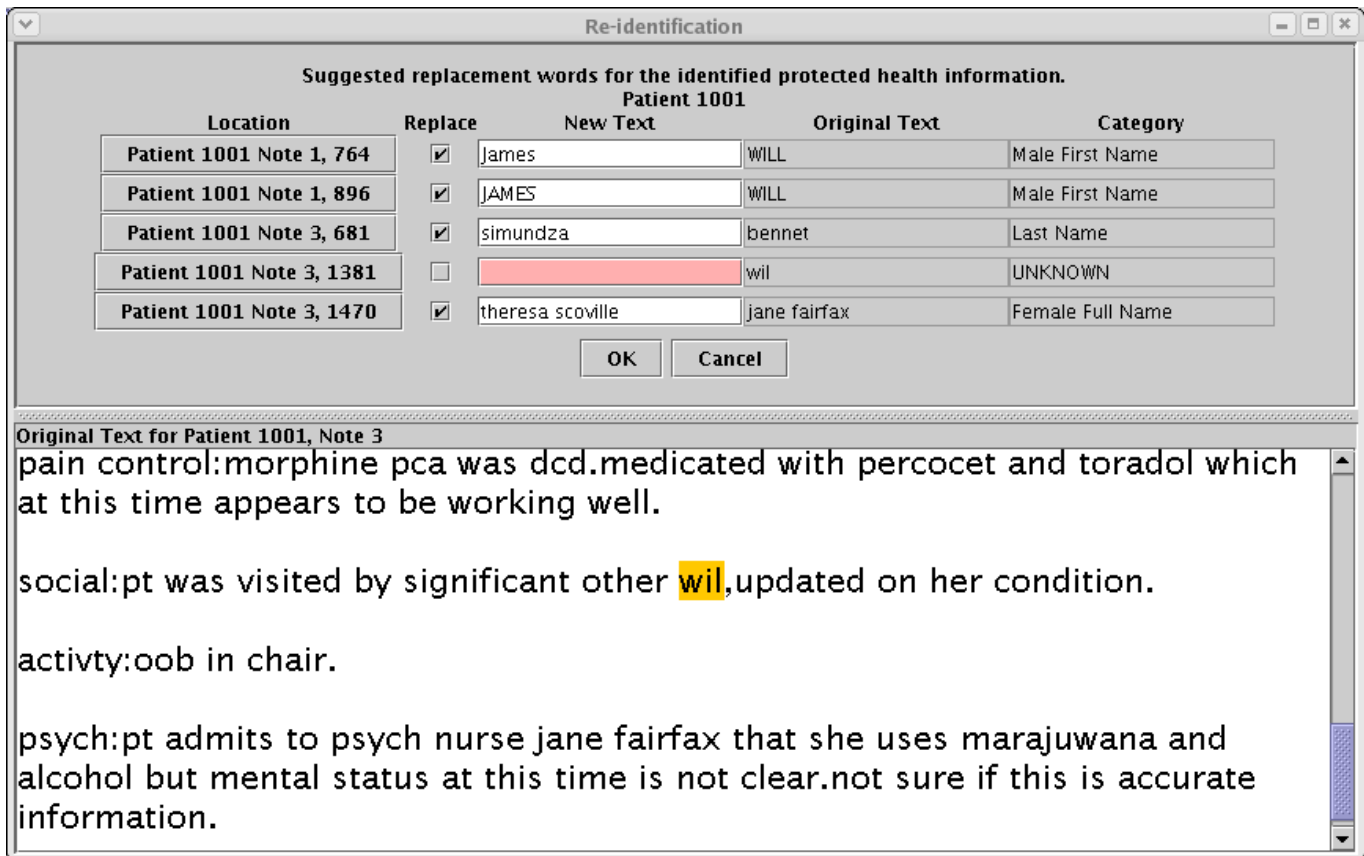 Re-identification
Suggested replacement words for the identified protected health information.
Patient 1001
Location Replace New Text Original Text Category
Patient 1001 Note 1, 764 James WILL Male First Name
Patient 1001 Note 1, 896 JAMES WILL Male First Name
Patient 1001 Note 3, 681 simundza bennet Last Name
Patient 1001 Note 3, 1381 wil UNKNOWN
Patient 1001 Note 3, 1470 theresa scoville jane fairfax Female Full Name
OK Cancel
Original Text for Patient 1001, Note 3
pain control:morphine pca was dcd.medicated with percocet and toradol which
at this time appears to be working well.
social:pt was visited by significant other wil,updated on her condition.
activty:oob in chair.
psych:pt admits to psych nurse jane fairfax that she uses marajuwana and
alcohol but mental status at this time is not clear.not sure if this is accurate
information.